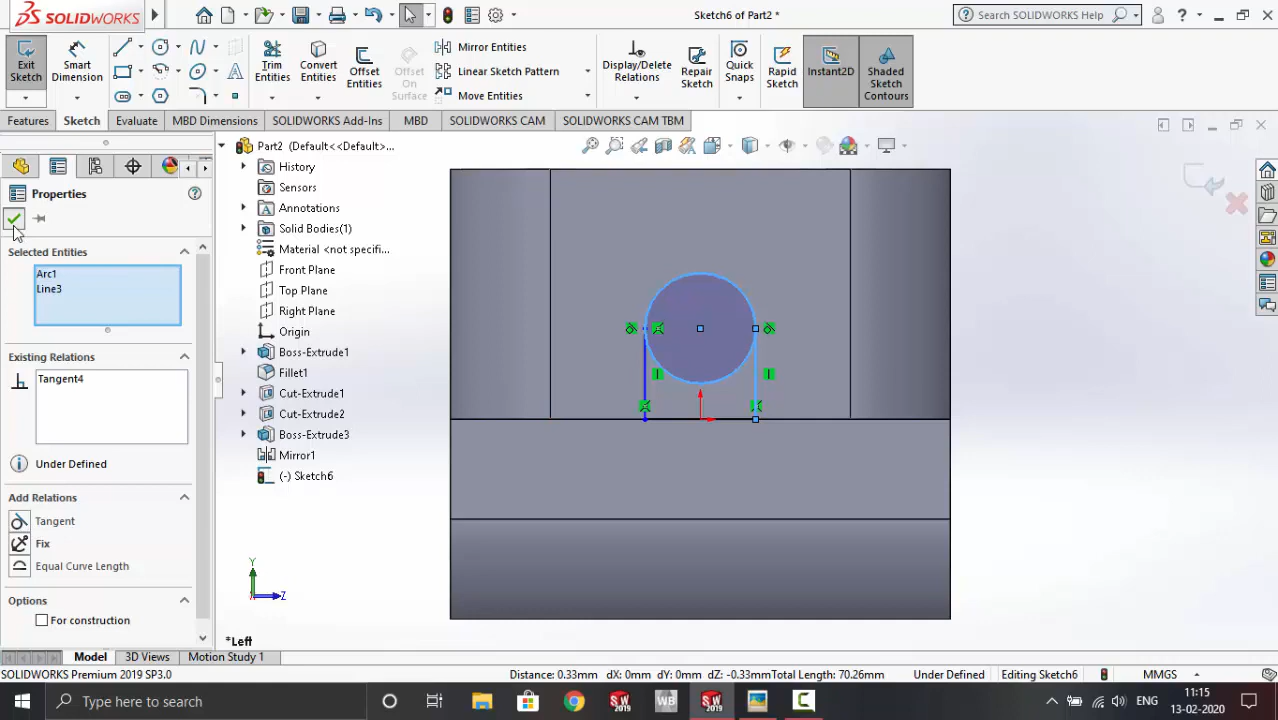 SOLIDWORKS
Sketch6 of Part2 *
Search SOLIDWORKS Help
?
Exit Sketch
Smart Dimension
Trim Entities
Convert Entities
Offset Entities
Offset On Surface
Mirror Entities
Linear Sketch Pattern
Move Entities
Display/Delete Relations
Repair Sketch
Quick Snaps
Rapid Sketch
Instant2D
Shaded Sketch Contours
Features
Sketch
Evaluate
MBD Dimensions
SOLIDWORKS Add-Ins
MBD
SOLIDWORKS CAM
SOLIDWORKS CAM TBM
Properties
Selected Entities
Arc1
Line3
Existing Relations
Tangent4
Under Defined
Add Relations
Tangent
Fix
Equal Curve Length
Options
For construction
Part2 (Default<<Default>...
History
Sensors
Annotations
Solid Bodies(1)
Material <not specifi...
Front Plane
Top Plane
Right Plane
Origin
Boss-Extrude1
Fillet1
Cut-Extrude1
Cut-Extrude2
Boss-Extrude3
Mirror1
(-) Sketch6
Y
Z
*Left
Model
3D Views
Motion Study 1
SOLIDWORKS Premium 2019 SP3.0
Distance: 0.33mm dX: 0mm dY: 0mm dZ: -0.33mmTotal Length: 70.26mm
Under Defined
Editing Sketch6
MMGS
Type here to search
SW 2019
WB
SW 2019
C
ENG
11:15
13-02-2020